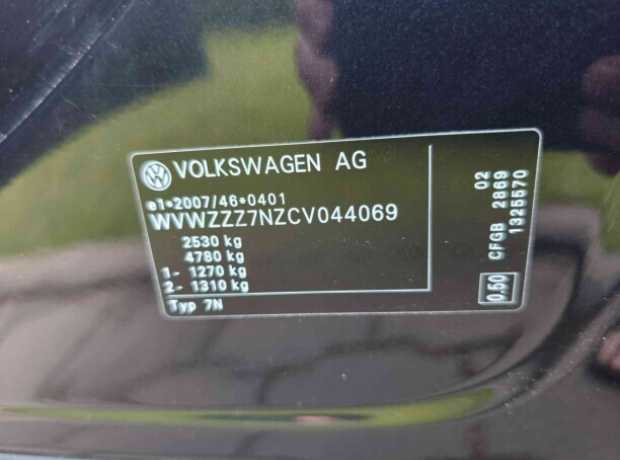 VOLKSWAGEN AG
e1*2007/46*0401
WVWZZZ7NZCV044069
2530 kg
4780 kg
1- 1270 kg
2- 1310 kg
Typ 7N
02
CFGB 2869
1325570
0.50